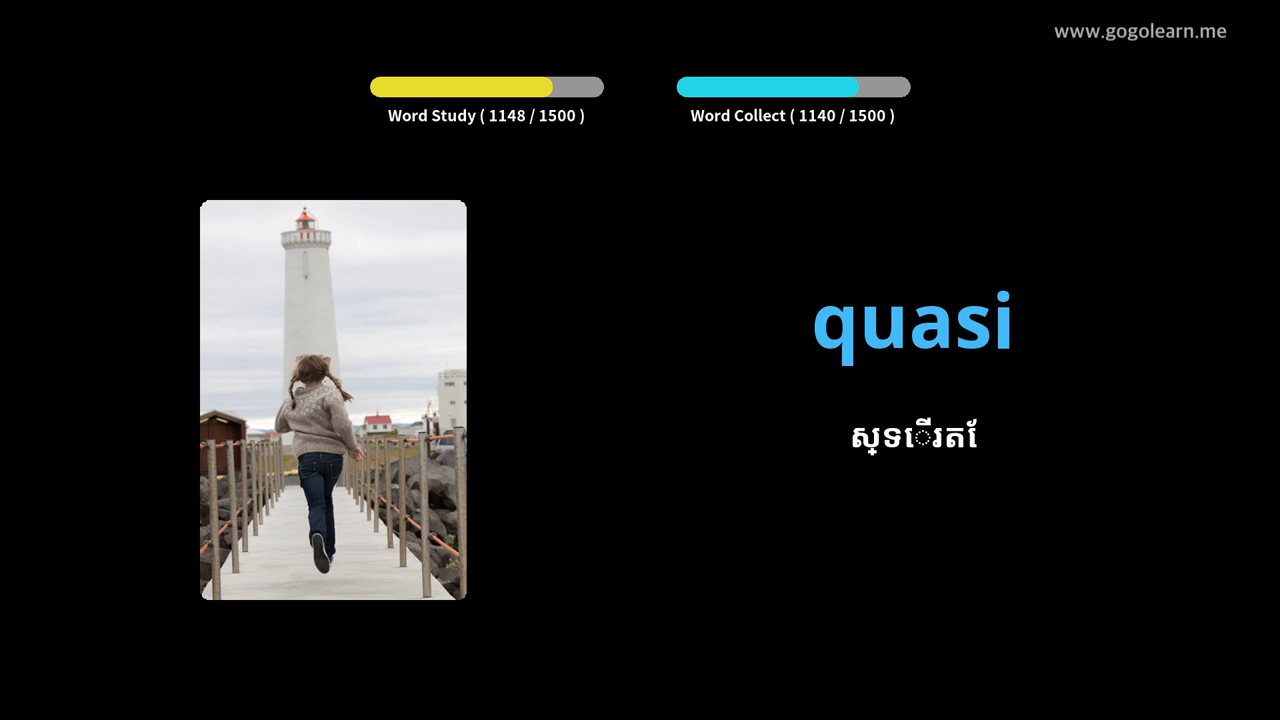 www.gogolearn.me
Word Study ( 1148 / 1500 )
Word Collect ( 1140 / 1500 )
quasi
ស្ទើរតែ